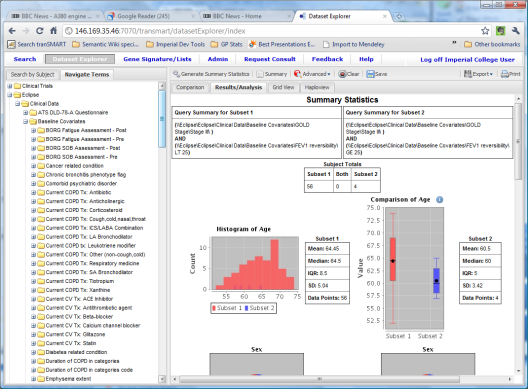 BBC News - A380 engine ...
Google Reader (245)
BBC News - Home
Dataset Explorer
146.169.35.46:7070/transmart/datasetExplorer/index
Search tranSMART
Semantic Wiki speci...
Imperial Dev Tools
GP Stats
Best Presentations E...
Import to Mendeley
»
Other bookmarks
Search
Dataset Explorer
Gene Signature/Lists
Admin
Request Consult
Feedback
Help
Log off Imperial College User
Search by Subject
Navigate Terms
Generate Summary Statistics
Summary
Advanced
Clear
Save
Export
Print
Comparison
Results/Analysis
Grid View
Haploview
Clinical Trials
Eclipse
Clinical Data
ATS DLD-78-A Questionnaire
Baseline Covariates
BORG Fatigue Assessment - Post
BORG Fatigue Assessment - Pre
BORG SOB Assessment - Post
BORG SOB Assessment - Pre
Cancer related condition
Chronic bronchitis phenotype flag
Comorbid psychiatric disorder
Current COPD Tx: Antibiotic
Current COPD Tx: Anticholinergic
Current COPD Tx: Corticosteroid
Current COPD Tx: Cough,cold,nasal,throat
Current COPD Tx: ICS/LABA Combination
Current COPD Tx: LA Bronchodilator
Current COPD tx: Leukotriene modifier
Current COPD Tx: Other (non-cough,cold)
Current COPD Tx: Respiratory medicine
Current COPD Tx: SA Bronchodilator
Current COPD Tx: Tiotropium
Current COPD Tx: Xanthine
Current CV Tx: ACE Inhibitor
Current CV Tx: Antithrombotic agent
Current CV Tx: Beta-blocker
Current CV Tx: Calcium channel blocker
Current CV Tx: Glitazone
Current CV Tx: Statin
Diabetes related condition
Duration of COPD in categories
Duration of COPD in categories code
Emphysema extent
Summary Statistics
Query Summary for Subset 1
Query Summary for Subset 2
(\\Eclipse\Eclipse\Clinical Data\Baseline Covariates\GOLD
Stage\Stage II\ )
AND
(\\Eclipse\Eclipse\Clinical Data\Baseline Covariates\FEV1 reversibility\
LT 25)
(\\Eclipse\Eclipse\Clinical Data\Baseline Covariates\GOLD
Stage\Stage II\ )
AND
(\\Eclipse\Eclipse\Clinical Data\Baseline Covariates\FEV1 reversibility\
GE 25)
Subject Totals
Subset 1
Both
Subset 2
58
0
4
Histogram of Age
Count
10
5
0
55 60 65 70 75
Subset 1
Subset 2
Subset 1
Mean: 64.45
Median: 64.5
IQR: 8.5
SD: 5.04
Data Points: 58
Comparison of Age
Value
75.0
72.5
70.0
67.5
65.0
62.5
60.0
57.5
55.0
52.5
Subset 1
Subset 2
Subset 2
Mean: 60.5
Median: 60
IQR: 5
SD: 3.42
Data Points: 4
Sex
Sex